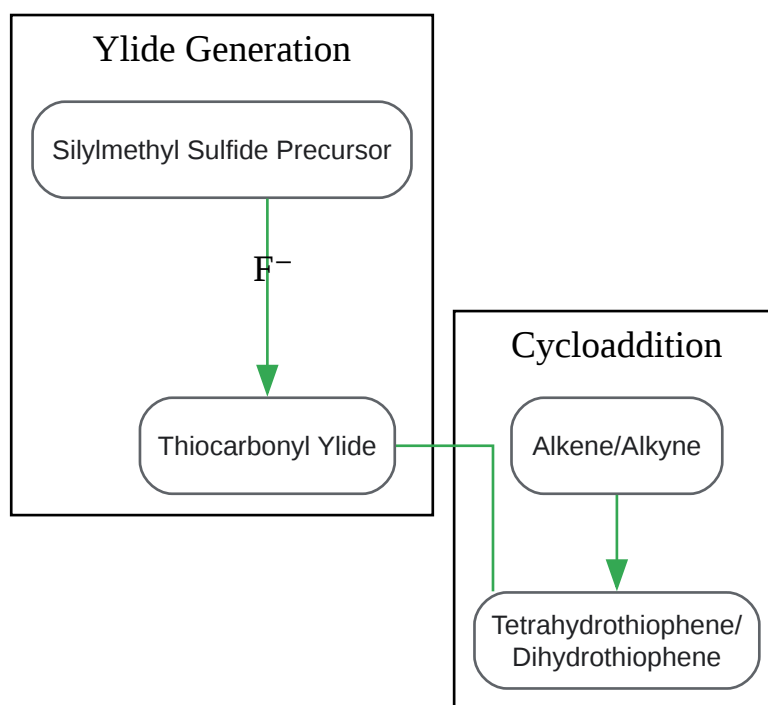 Ylide Generation
Silylmethyl Sulfide Precursor
F⁻
Thiocarbonyl Ylide
Cycloaddition
Alkene/Alkyne
Tetrahydrothiophene/
Dihydrothiophene